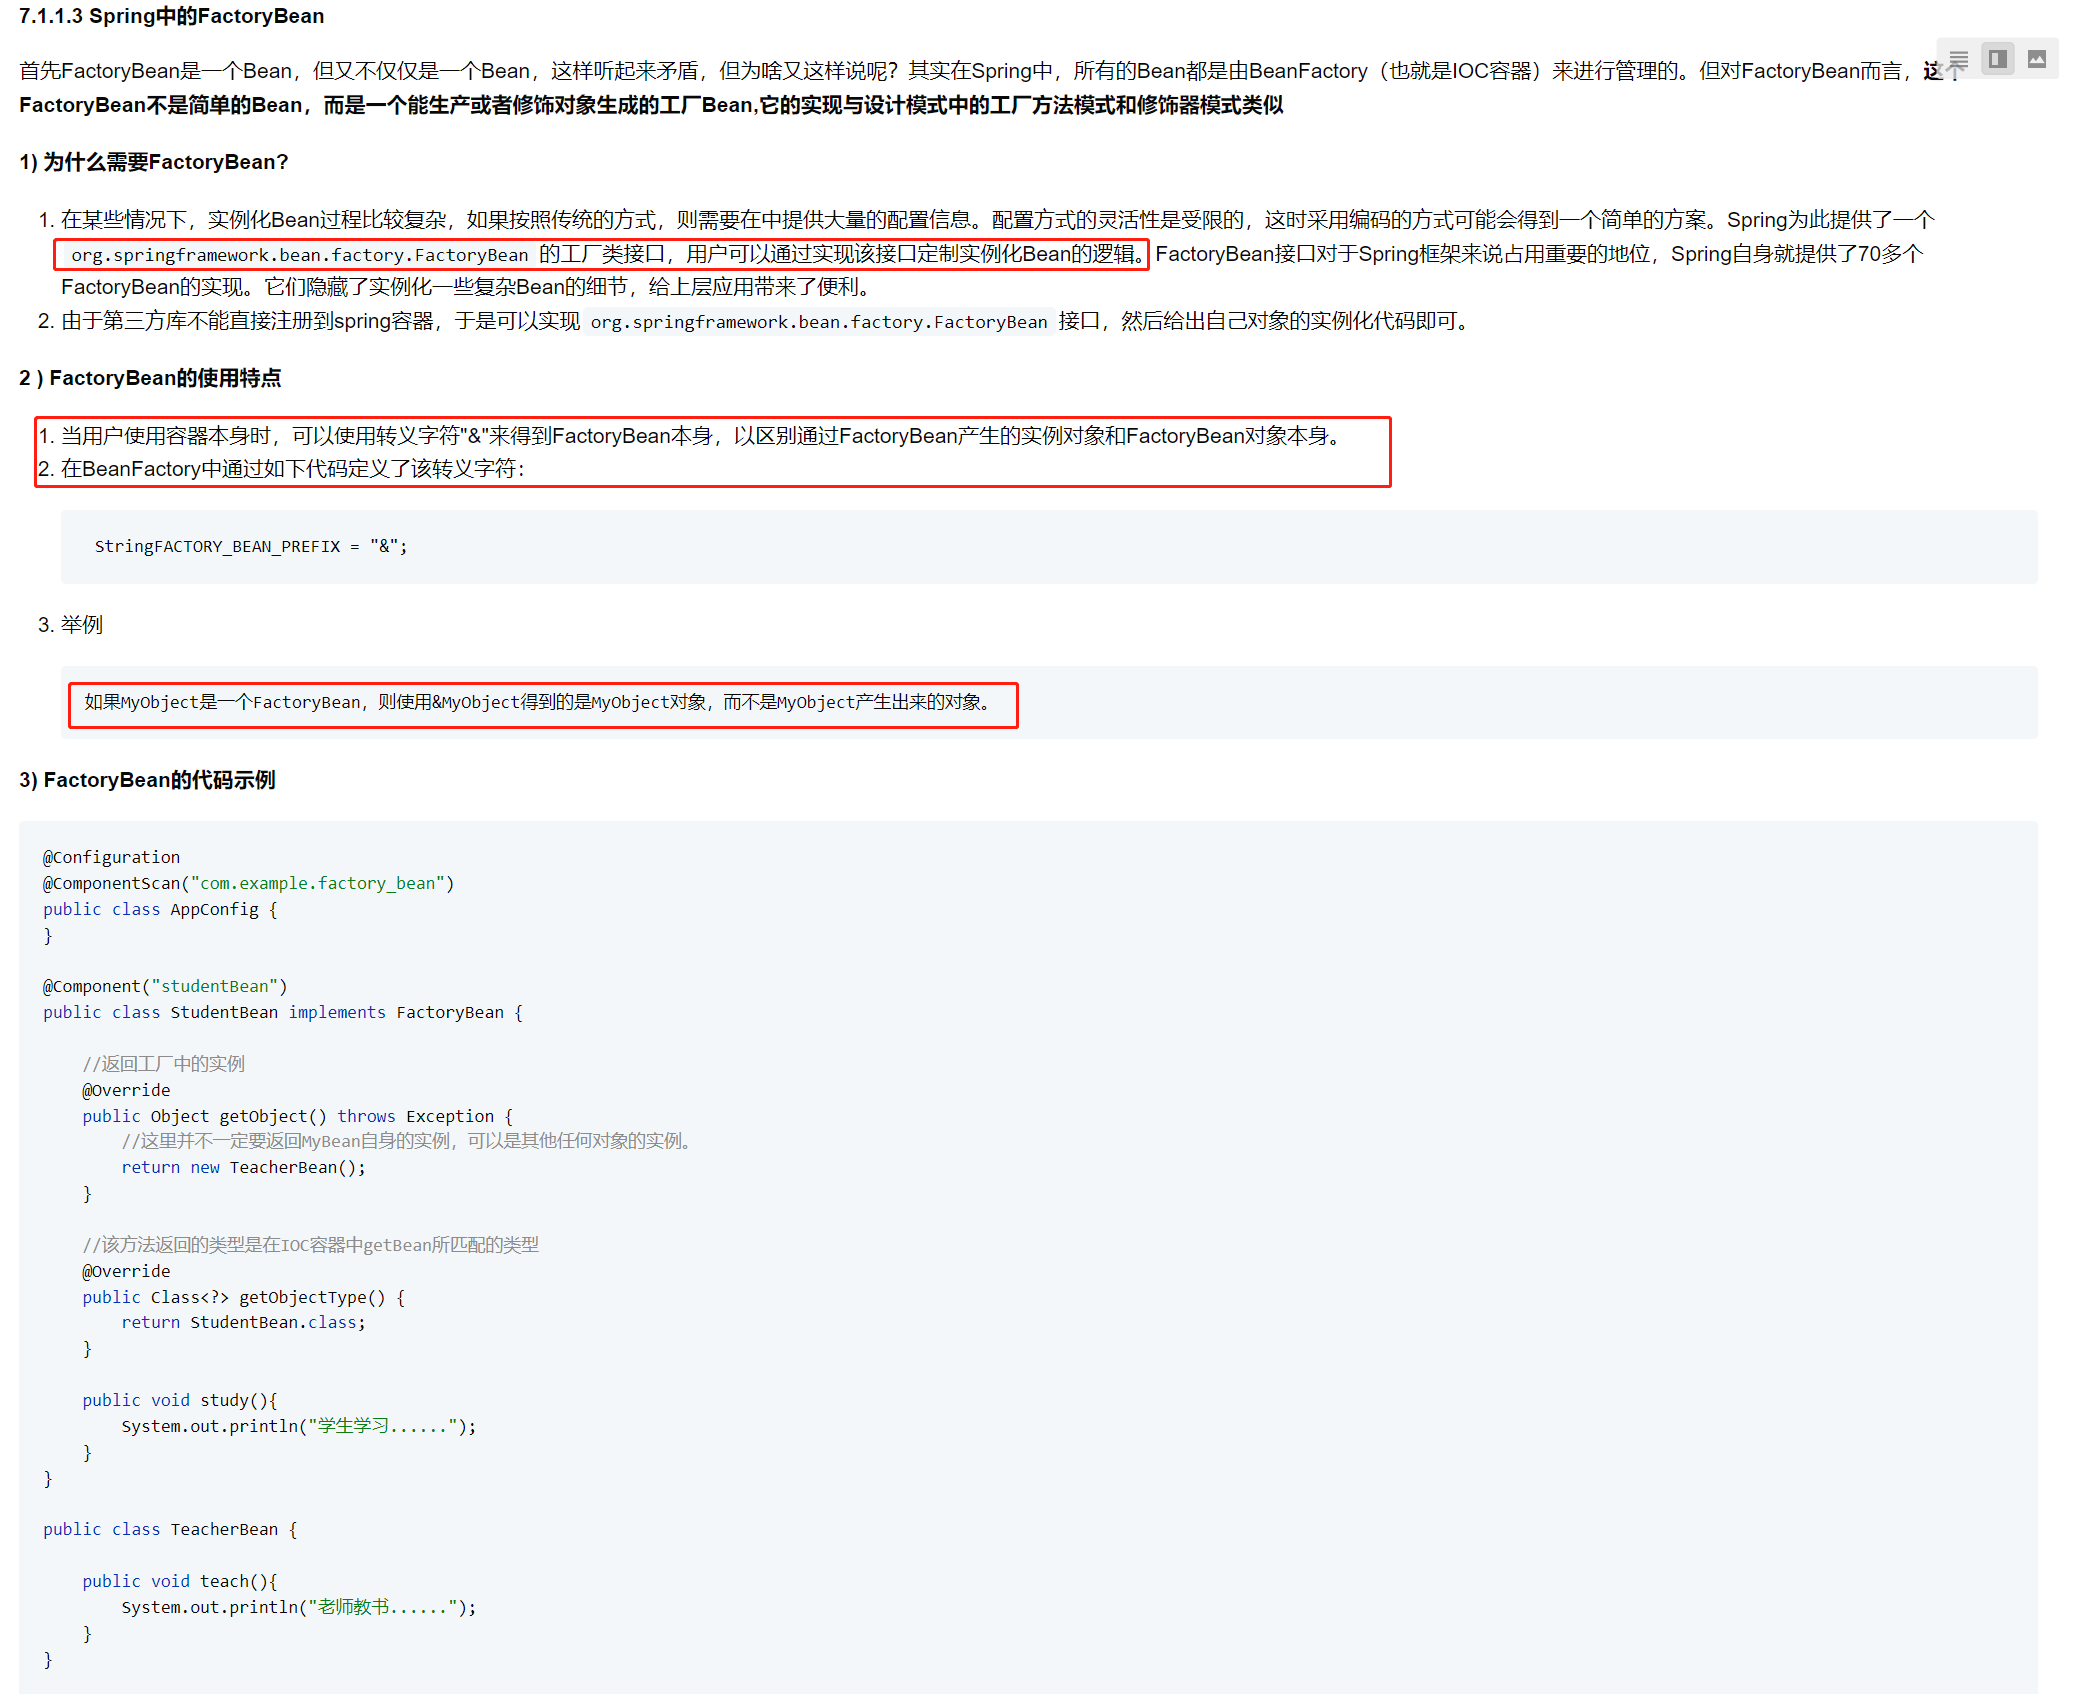 7.1.1.3 Spring中的FactoryBean
首先FactoryBean是一个Bean，但又不仅仅是一个Bean，这样听起来矛盾，但为啥又这样说呢？其实在Spring中，所有的Bean都是由BeanFactory（也就是IOC容器）来进行管理的。但对FactoryBean而言，这个
FactoryBean不是简单的Bean，而是一个能生产或者修饰对象生成的工厂Bean,它的实现与设计模式中的工厂方法模式和修饰器模式类似
1) 为什么需要FactoryBean?
1. 在某些情况下，实例化Bean过程比较复杂，如果按照传统的方式，则需要在中提供大量的配置信息。配置方式的灵活性是受限的，这时采用编码的方式可能会得到一个简单的方案。Spring为此提供了一个
org.springframework.bean.factory.FactoryBean 的工厂类接口，用户可以通过实现该接口定制实例化Bean的逻辑。FactoryBean接口对于Spring框架来说占用重要的地位，Spring自身就提供了70多个
FactoryBean的实现。它们隐藏了实例化一些复杂Bean的细节，给上层应用带来了便利。
2. 由于第三方库不能直接注册到spring容器，于是可以实现 org.springframework.bean.factory.FactoryBean 接口，然后给出自己对象的实例化代码即可。
2 ) FactoryBean的使用特点
1. 当用户使用容器本身时，可以使用转义字符"&"来得到FactoryBean本身，以区别通过FactoryBean产生的实例对象和FactoryBean对象本身。
2. 在BeanFactory中通过如下代码定义了该转义字符：
StringFACTORY_BEAN_PREFIX = "&";
3. 举例
如果MyObject是一个FactoryBean，则使用&MyObject得到的是MyObject对象，而不是MyObject产生出来的对象。
3) FactoryBean的代码示例
@Configuration
@ComponentScan("com.example.factory_bean")
public class AppConfig {
}
@Component("studentBean")
public class StudentBean implements FactoryBean {
//返回工厂中的实例
@Override
public Object getObject() throws Exception {
//这里并不一定要返回MyBean自身的实例，可以是其他任何对象的实例。
return new TeacherBean();
}
//该方法返回的类型是在IOC容器中getBean所匹配的类型
@Override
public Class<?> getObjectType() {
return StudentBean.class;
}
public void study(){
System.out.println("学生学习......");
}
}
public class TeacherBean {
public void teach(){
System.out.println("老师教书......");
}
}